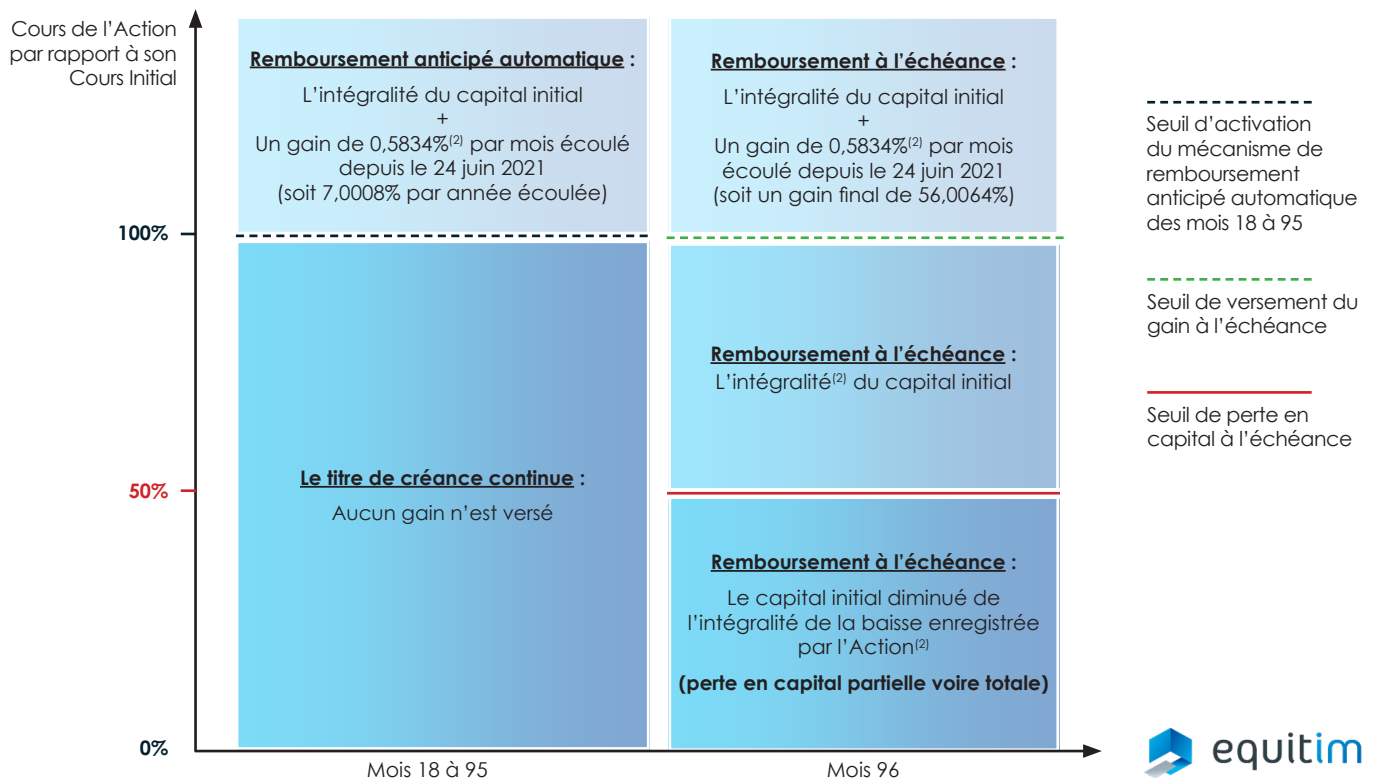 Cours de l’Action
par rapport à son
Cours Initial
Remboursement anticipé automatique :
L’intégralité du capital initial
+
Un gain de 0,5834%(2) par mois écoulé
depuis le 24 juin 2021
(soit 7,0008% par année écoulée)
Remboursement à l’échéance :
L’intégralité du capital initial
+
Un gain de 0,5834%(2) par mois
écoulé depuis le 24 juin 2021
(soit un gain final de 56,0064%)
100%
Le titre de créance continue :
Aucun gain n’est versé
Remboursement à l’échéance :
L’intégralité(2) du capital initial
50%
Remboursement à l’échéance :
Le capital initial diminué de
l’intégralité de la baisse enregistrée
par l’Action(2)
(perte en capital partielle voire totale)
0%
Mois 18 à 95
Mois 96
Seuil d’activation
du mécanisme de
remboursement
anticipé automatique
des mois 18 à 95
Seuil de versement du
gain à l’échéance
Seuil de perte en
capital à l’échéance
equitim